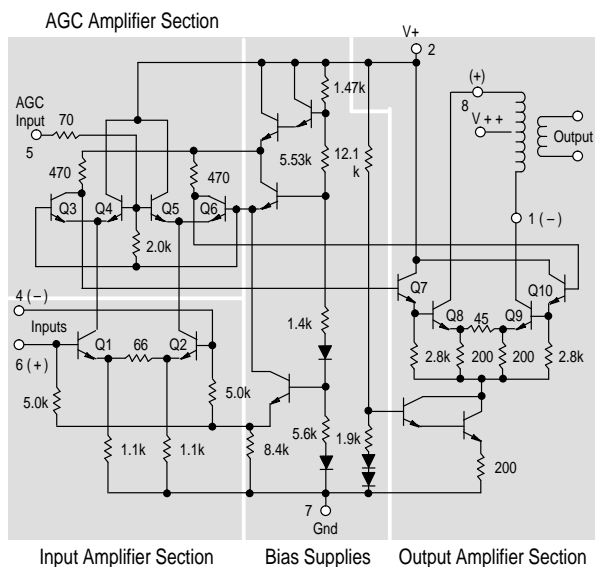 AGC Amplifier Section
V+
2
(+)
8
V + +
Output
1 (–)
AGC
Input
5
70
1.47k
12.1
k
5.53k
470
470
Q3
Q4
Q5
Q6
2.0k
4 (–)
Inputs
6 (+)
Q1
66
Q2
5.0k
5.0k
1.1k
1.1k
8.4k
1.4k
5.6k
1.9k
Q7
Q8
45
Q9
Q10
2.8k
200
200
2.8k
200
7
Gnd
Input Amplifier Section
Bias Supplies
Output Amplifier Section